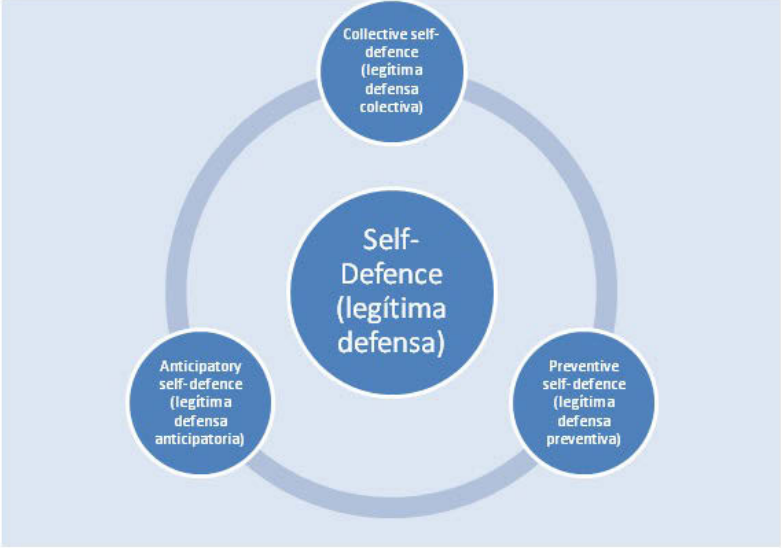 Collective self-
defence
(legítima
defensa
colectiva)
Self-
Defence
(legítima
defensa)
Anticipatory
self-defence
(legítima
defensa
anticipatoria)
Preventive
self-defence
(legítima
defensa
preventiva)